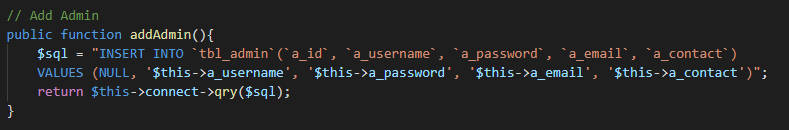 // Add Admin
public function addAdmin(){
$sql = "INSERT INTO `tbl_admin`(`a_id`, `a_username`, `a_password`, `a_email`, `a_contact`)
VALUES (NULL, '$this->a_username', '$this->a_password', '$this->a_email', '$this->a_contact')";
return $this->connect->qry($sql);
}